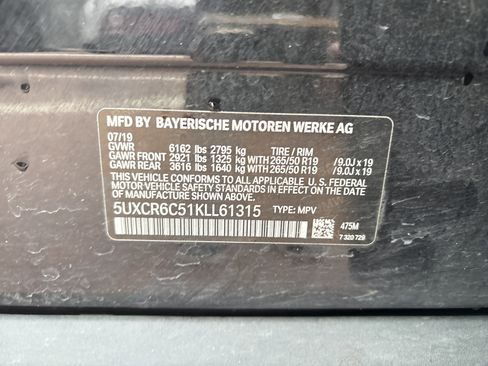 MFD BY BAYERISCHE MOTOREN WERKE AG
07/19
GVWR 6162 lbs 2795 kg TIRE / RIM
GAWR FRONT 2921 lbs 1325 kg WITH 265/50 R19 /9.0J x 19
GAWR REAR 3616 lbs 1640 kg WITH 265/50 R19 /9.0J x 19
THIS VEHICLE CONFORMS TO ALL APPLICABLE U. S. FEDERAL
MOTOR VEHICLE SAFETY STANDARDS IN EFFECT ON THE DATE
OF MANUFACTURE SHOWN ABOVE.
5UXCR6C51KLL61315 TYPE: MPV
475M
7 320 729